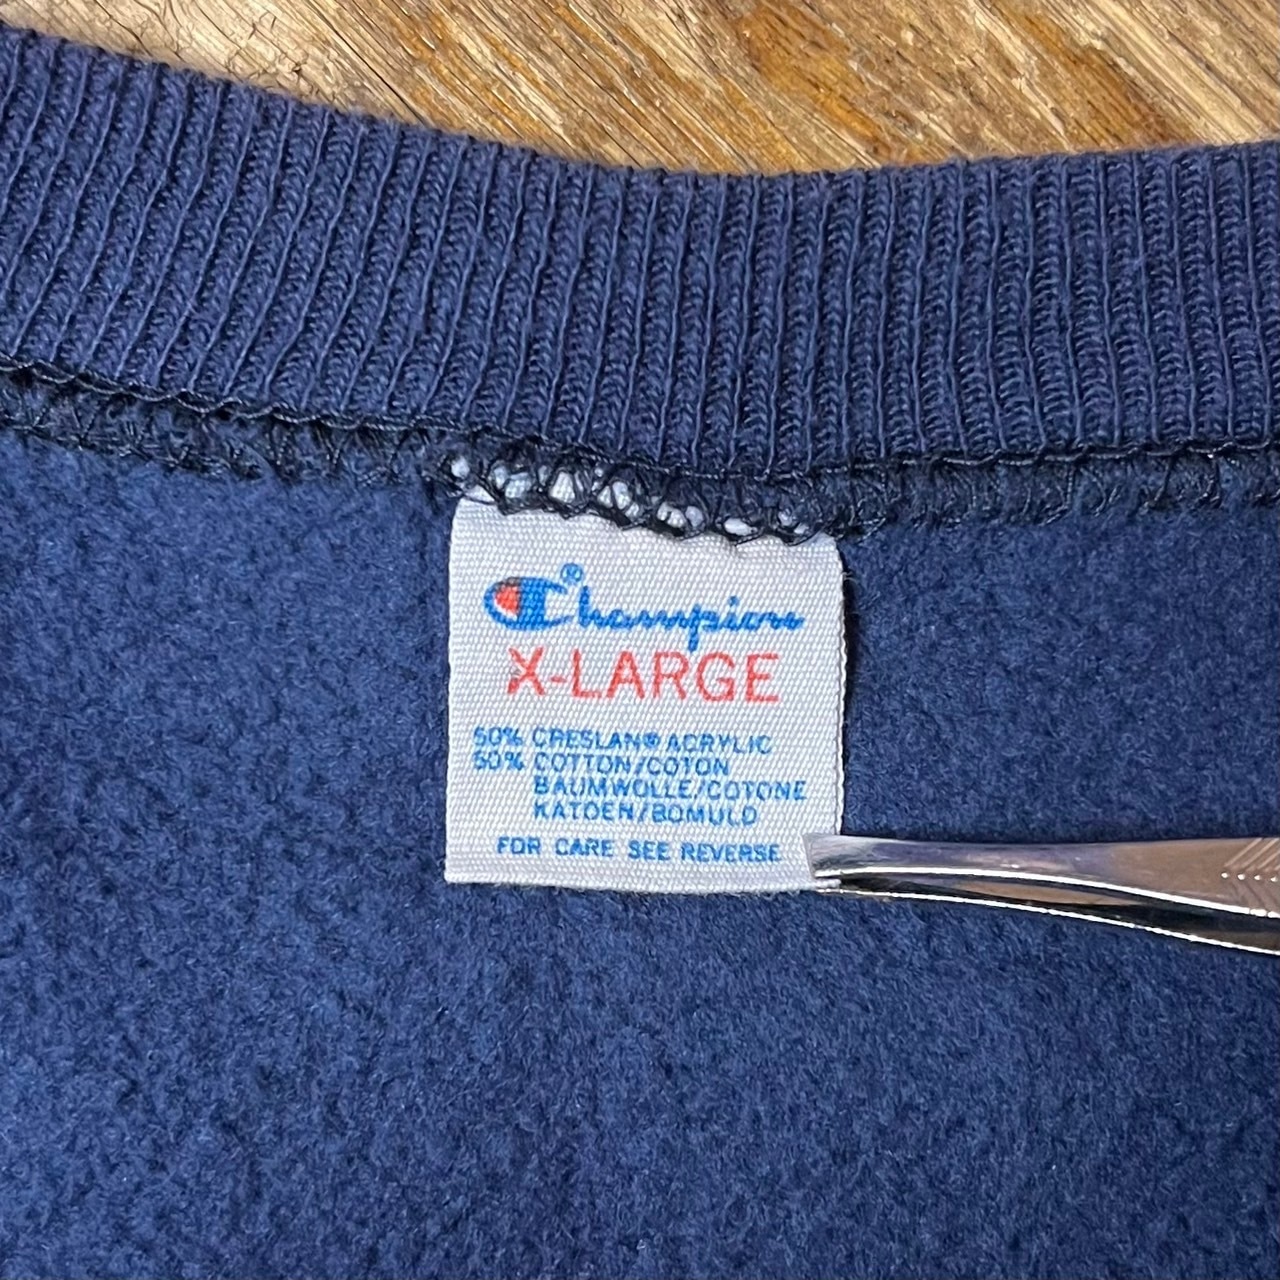 Champion®
X-LARGE
50% CRESLAN® ACRYLIC
50% COTTON/COTON
BAUMWOLLE/COTONE
KATOEN/BOMULD
FOR CARE SEE REVERSE